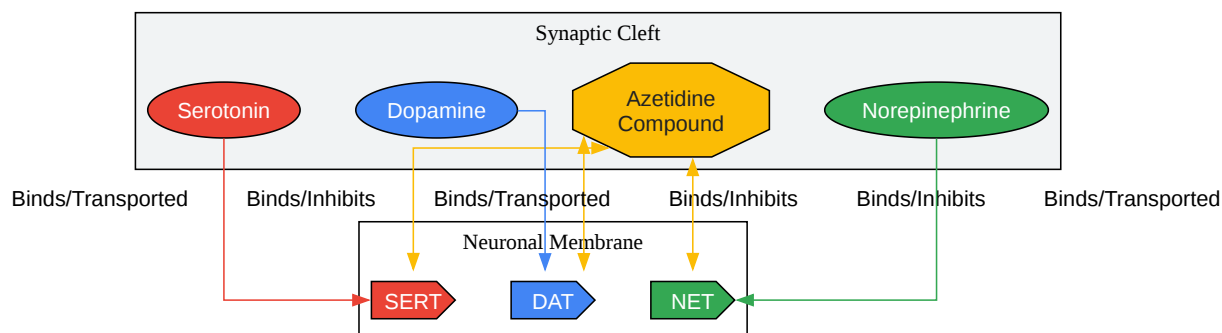 Synaptic Cleft
Serotonin
Dopamine
Azetidine
Compound
Norepinephrine
Binds/Transported
Binds/Inhibits
Binds/Transported
Binds/Inhibits
Binds/Inhibits
Binds/Transported
Neuronal Membrane
SERT
DAT
NET